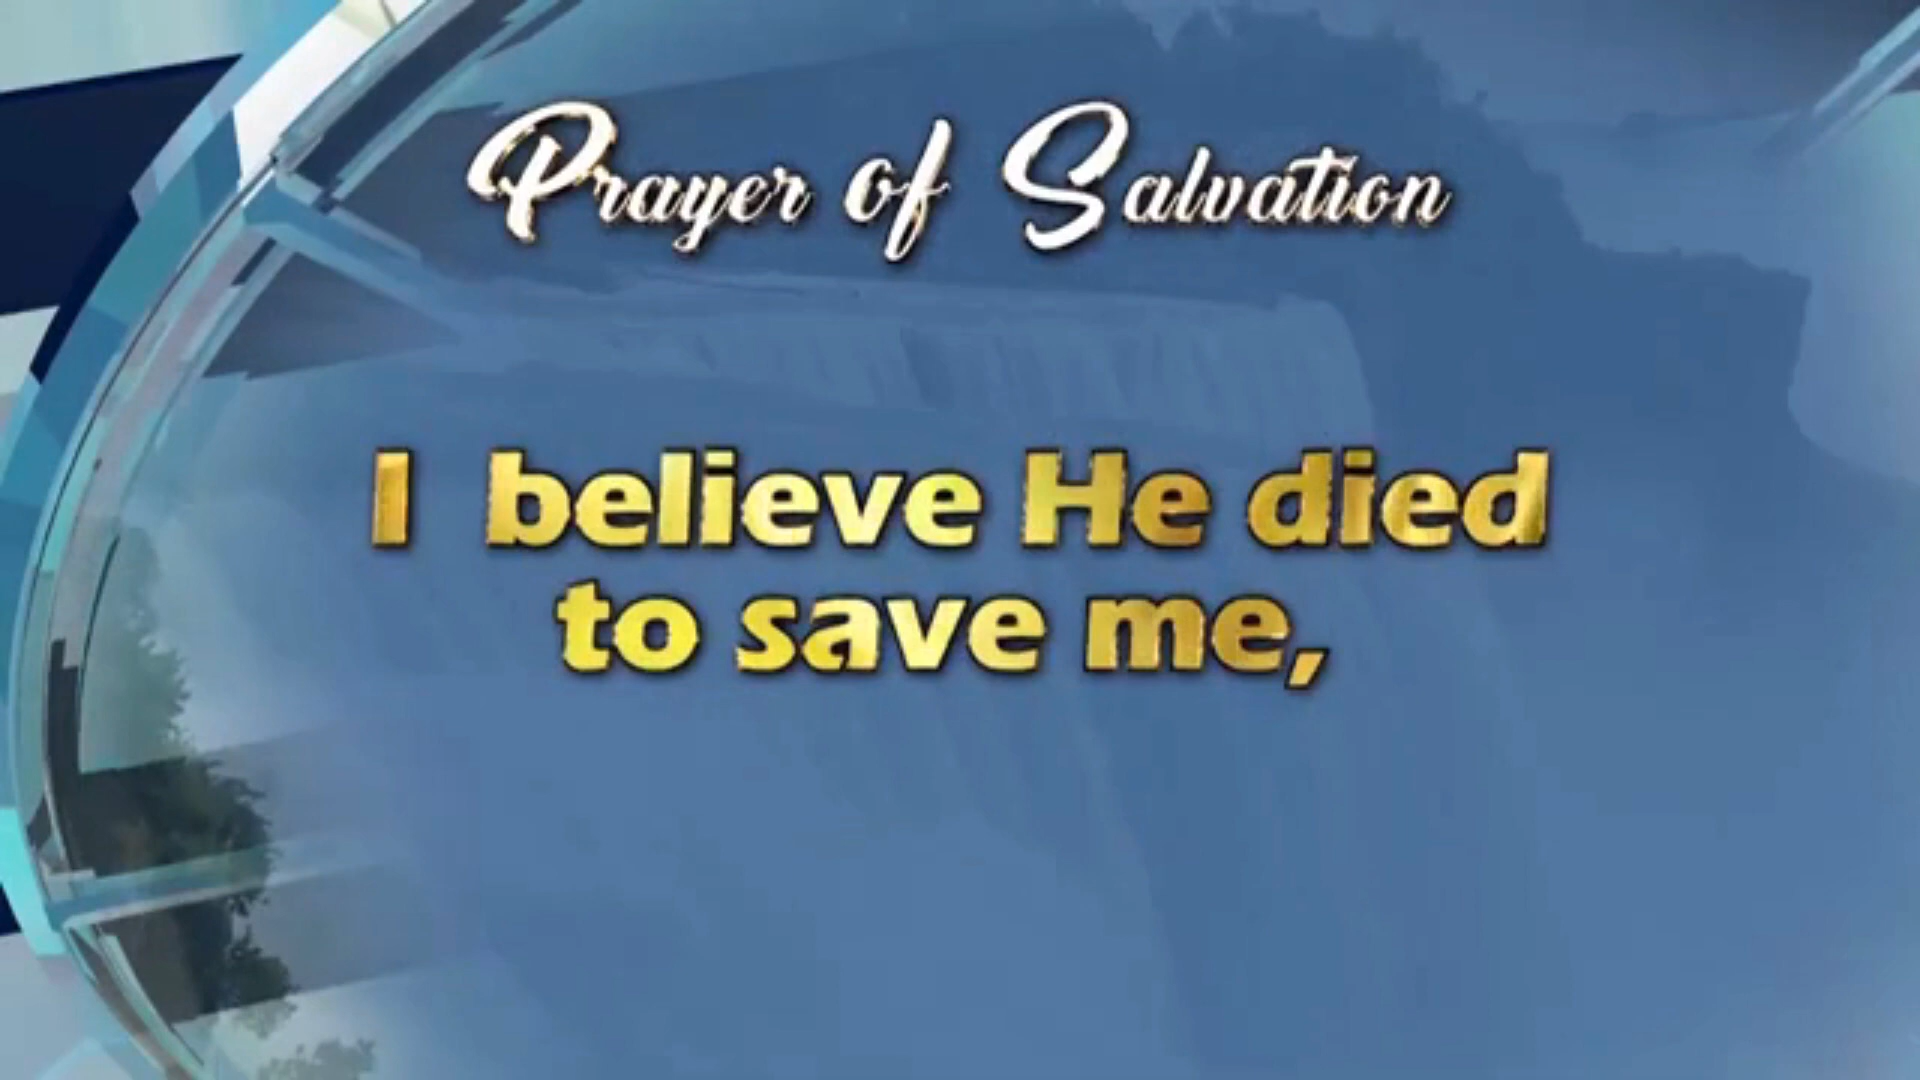 Prayer of Salvation
I believe He died
to save me,